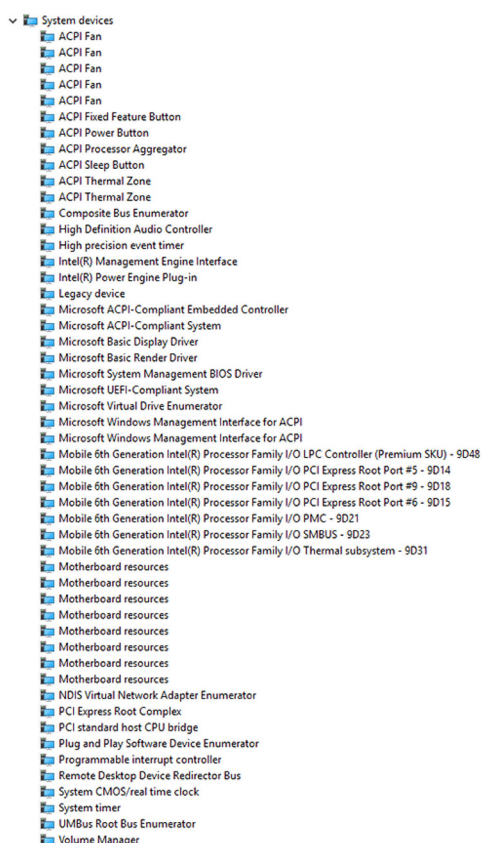 System devices
ACPI Fan
ACPI Fan
ACPI Fan
ACPI Fan
ACPI Fan
ACPI Fixed Feature Button
ACPI Power Button
ACPI Processor Aggregator
ACPI Sleep Button
ACPI Thermal Zone
ACPI Thermal Zone
Composite Bus Enumerator
High Definition Audio Controller
High precision event timer
Intel(R) Management Engine Interface
Intel(R) Power Engine Plug-in
Legacy device
Microsoft ACPI-Compliant Embedded Controller
Microsoft ACPI-Compliant System
Microsoft Basic Display Driver
Microsoft Basic Render Driver
Microsoft System Management BIOS Driver
Microsoft UEFI-Compliant System
Microsoft Virtual Drive Enumerator
Microsoft Windows Management Interface for ACPI
Microsoft Windows Management Interface for ACPI
Mobile 6th Generation Intel(R) Processor Family I/O LPC Controller (Premium SKU) - 9D48
Mobile 6th Generation Intel(R) Processor Family I/O PCI Express Root Port #5 - 9D14
Mobile 6th Generation Intel(R) Processor Family I/O PCI Express Root Port #9 - 9D18
Mobile 6th Generation Intel(R) Processor Family I/O PCI Express Root Port #6 - 9D15
Mobile 6th Generation Intel(R) Processor Family I/O PMC - 9D21
Mobile 6th Generation Intel(R) Processor Family I/O SMBUS - 9D23
Mobile 6th Generation Intel(R) Processor Family I/O Thermal subsystem - 9D31
Motherboard resources
Motherboard resources
Motherboard resources
Motherboard resources
Motherboard resources
Motherboard resources
Motherboard resources
Motherboard resources
NDIS Virtual Network Adapter Enumerator
PCI Express Root Complex
PCI standard host CPU bridge
Plug and Play Software Device Enumerator
Programmable interrupt controller
Remote Desktop Device Redirector Bus
System CMOS/real time clock
System timer
UMBus Root Bus Enumerator
Volume Manager